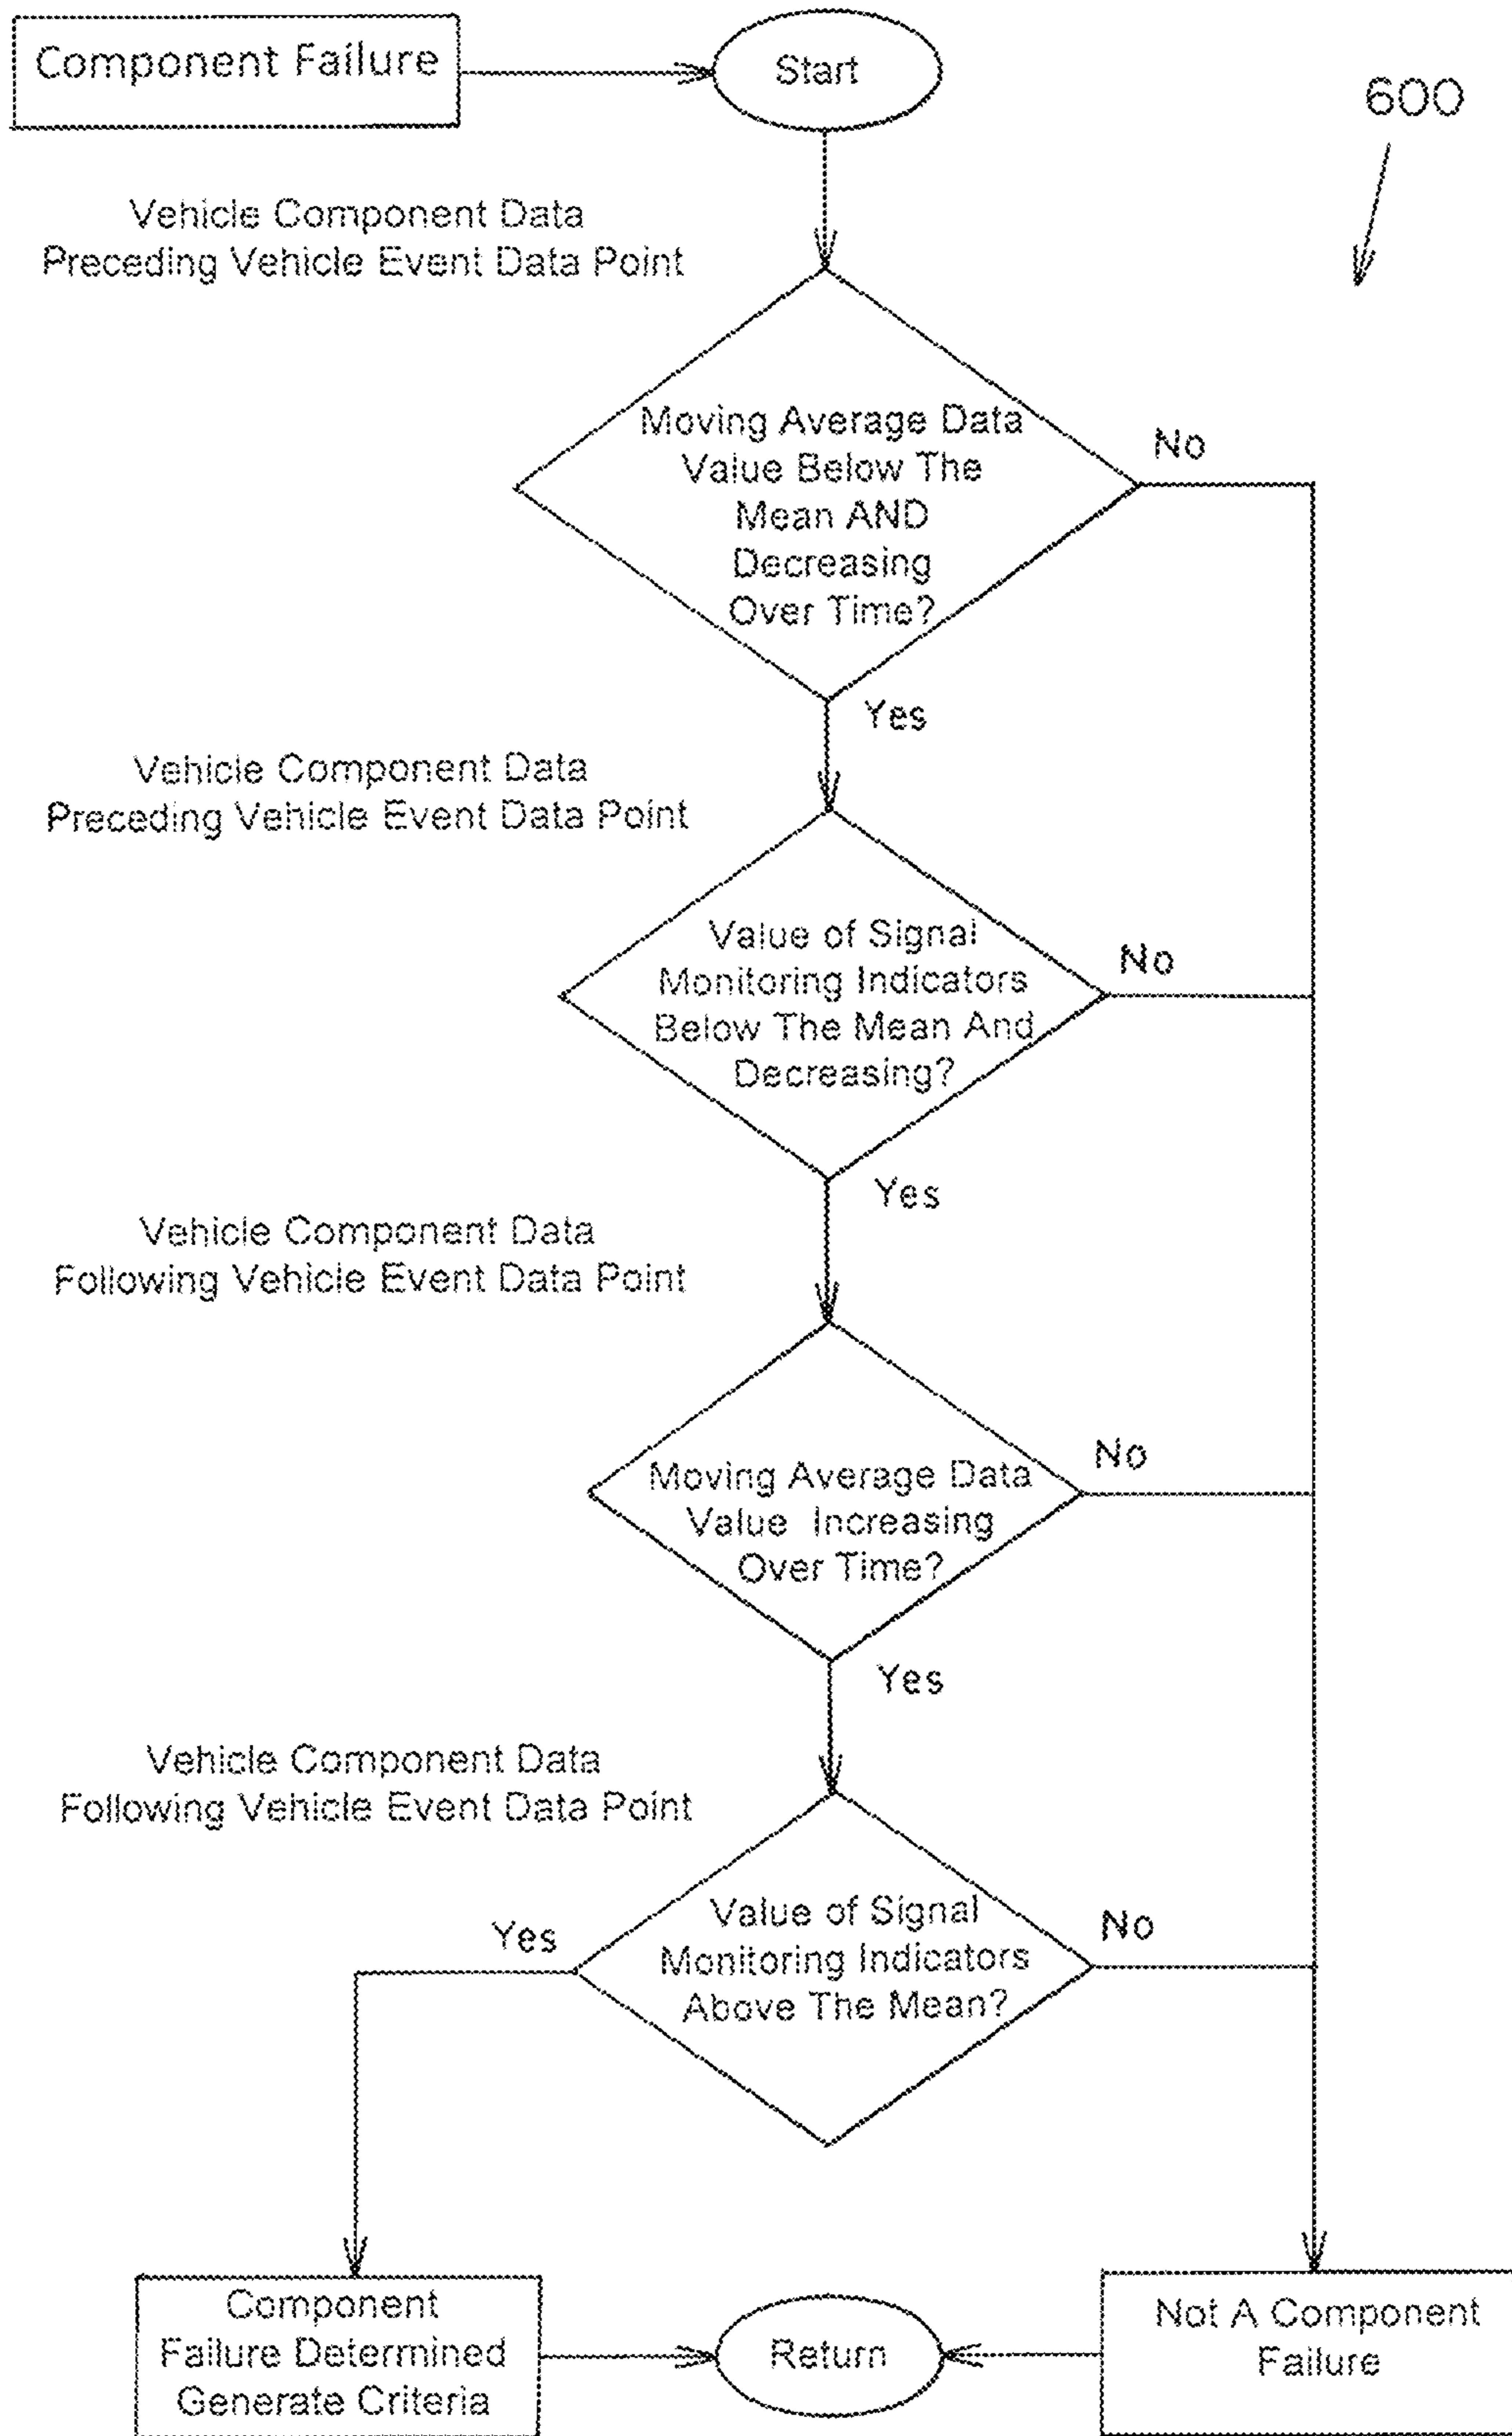 Component Failure
Start
600
Vehicle Component Data
Preceding Vehicle Event Data Point
Moving Average Data
Value Below The
Mean AND
Decreasing
Over Time?
No
Yes
Vehicle Component Data
Preceding Vehicle Event Data Point
Value of Signal
Monitoring Indicators
Below The Mean And
Decreasing?
No
Yes
Vehicle Component Data
Following Vehicle Event Data Point
Moving Average Data
Value Increasing
Over Time?
No
Yes
Vehicle Component Data
Following Vehicle Event Data Point
Yes
Value of Signal
Monitoring Indicators
Above The Mean?
No
Component
Failure Determined
Generate Criteria
Return
Not A Component
Failure